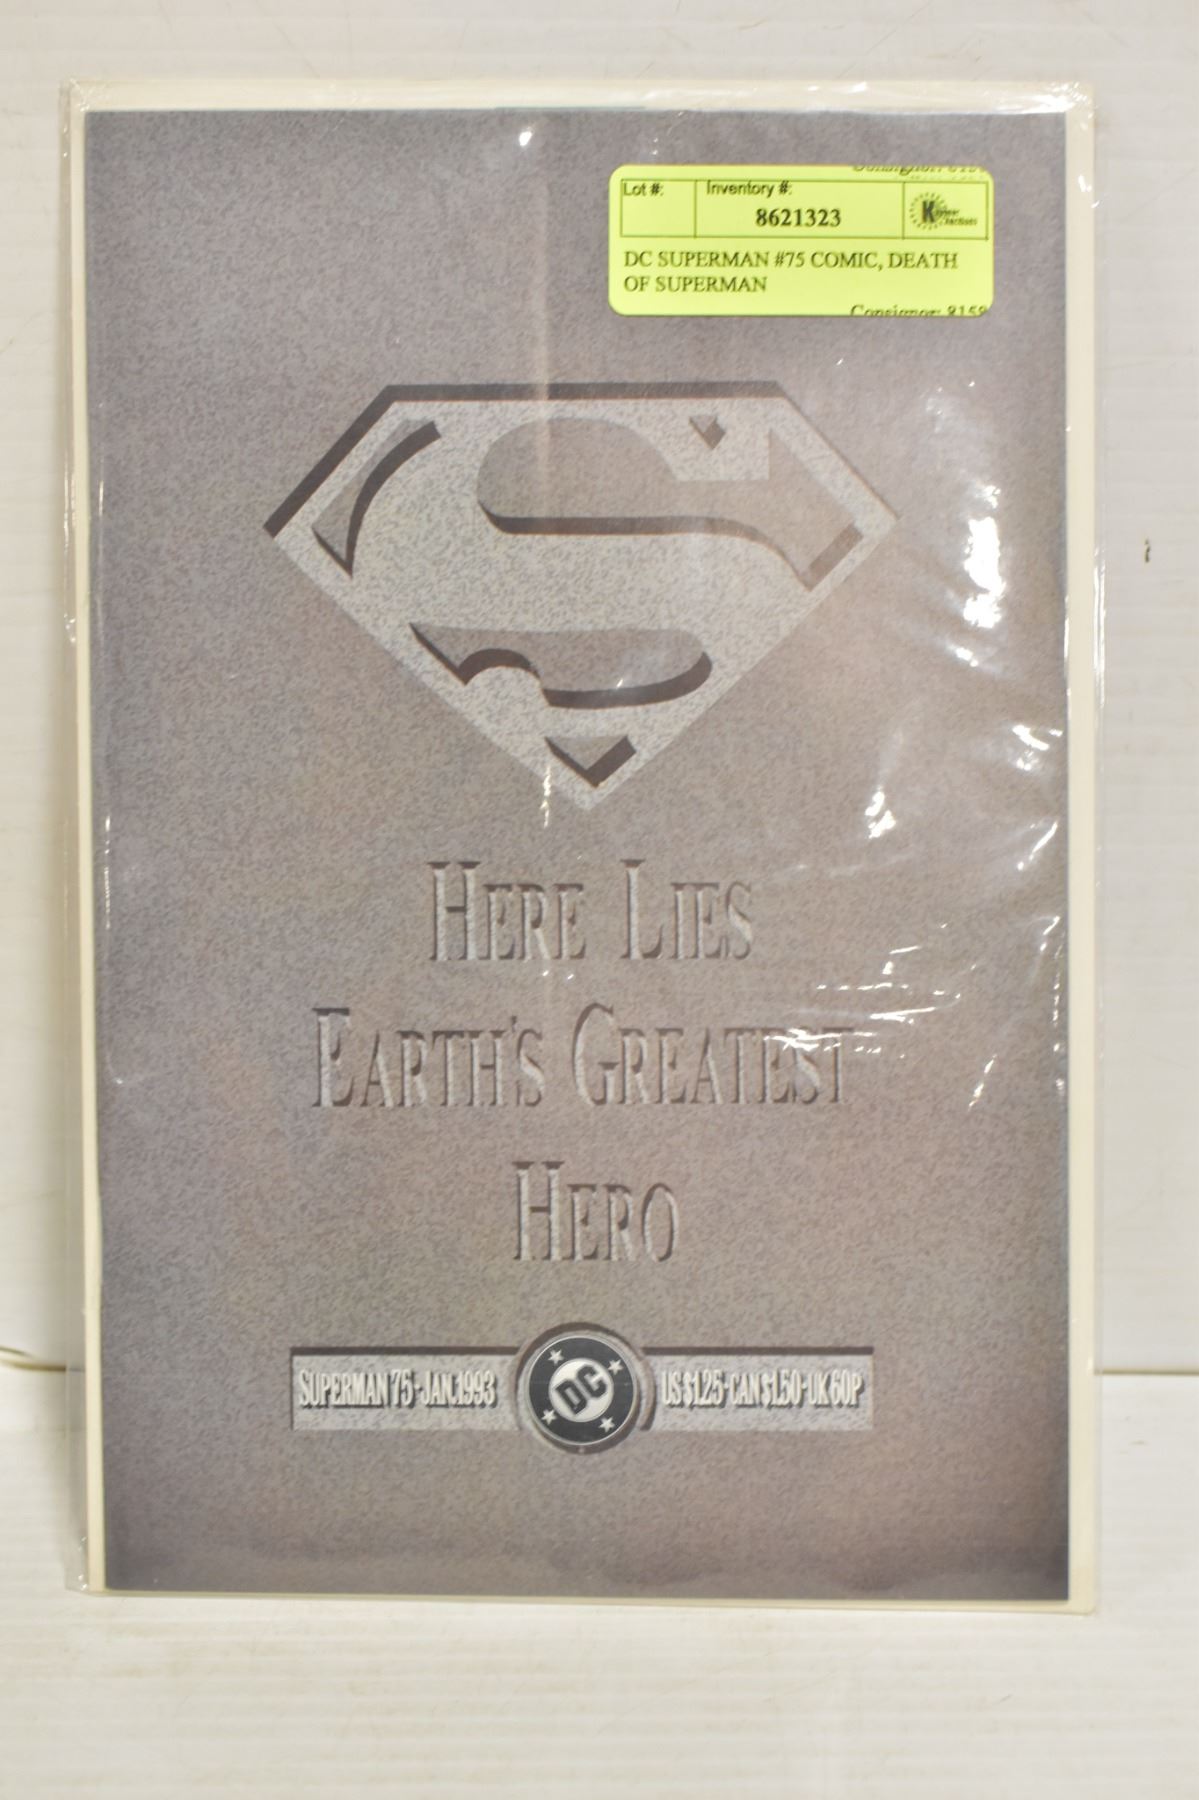 Lot #:
Inventory #:
8621323
DC SUPERMAN #75 COMIC, DEATH
OF SUPERMAN
HERE LIES
EARTH'S GREATEST
HERO
SUPERMAN 75-JAN.1993
DC
US $1.25-CAN $1.50-UK 60P